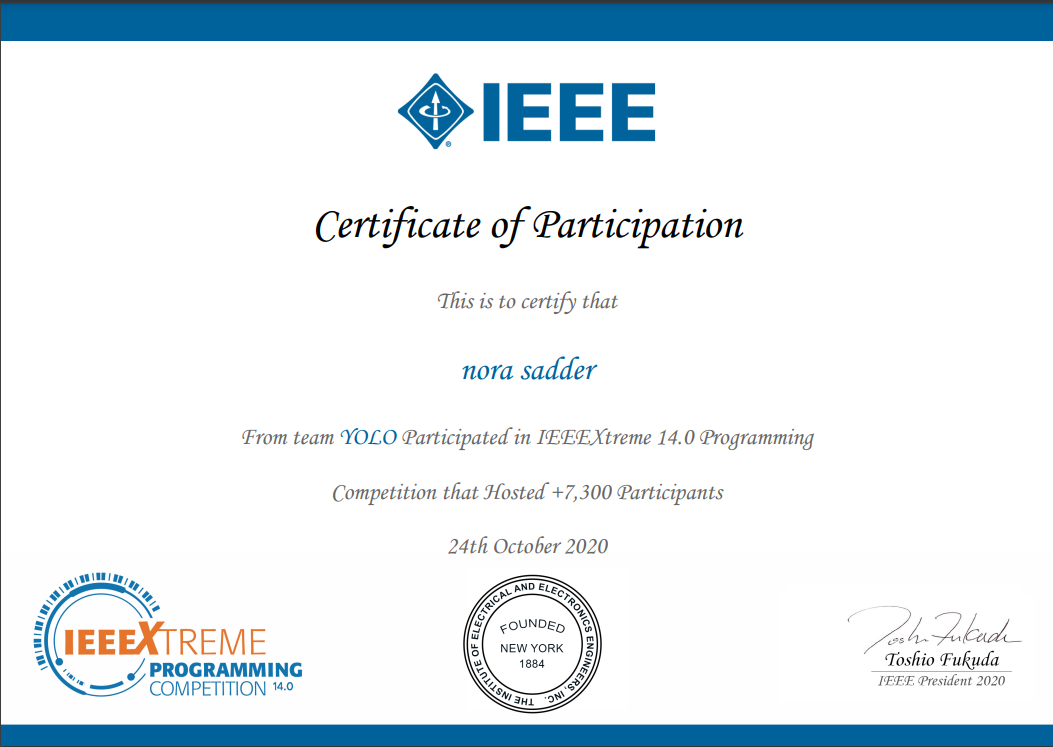 IEEE
Certificate of Participation
This is to certify that
nora sadder
From team YOLO Participated in IEEEXtreme 14.0 Programming
Competition that Hosted +7,300 Participants
24th October 2020
IEEEXTREME
PROGRAMMING
COMPETITION 14.0
THE INSTITUTE OF ELECTRICAL AND ELECTRONICS ENGINEERS, INC.
FOUNDED
NEW YORK
1884
Toshio Fukuda
Toshio Fukuda
IEEE President 2020